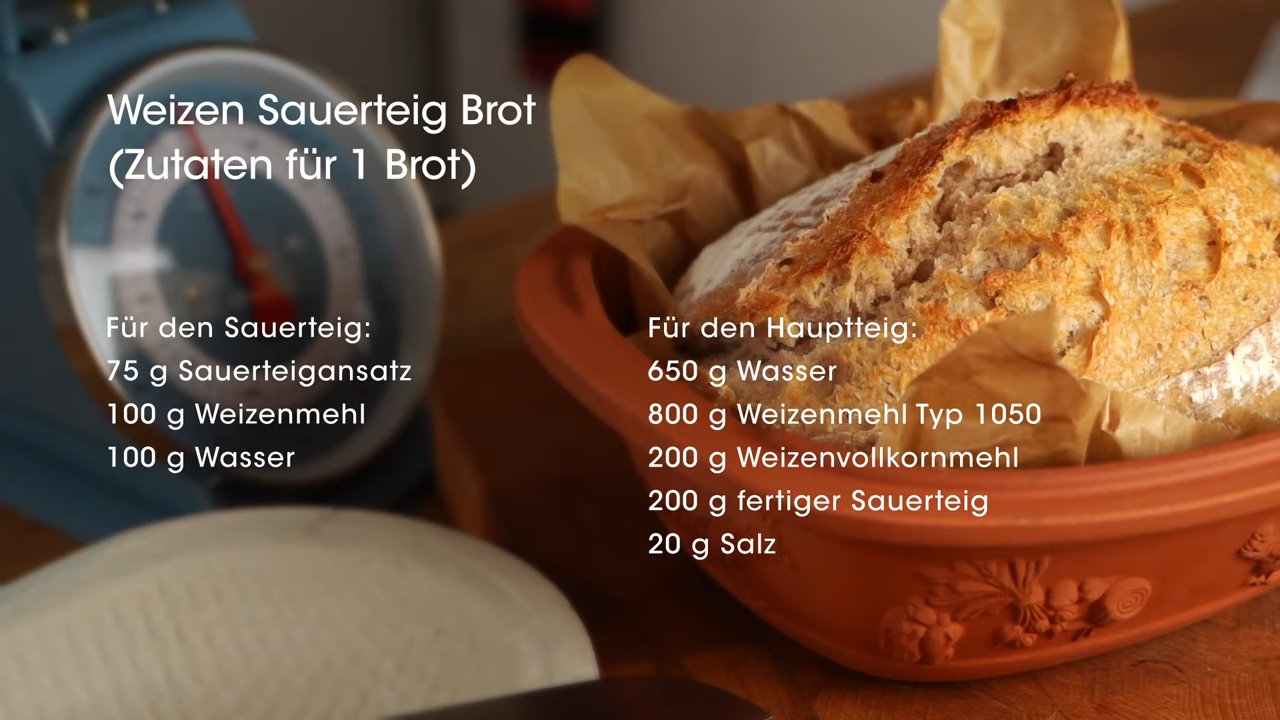 Weizen Sauerteig Brot
(Zutaten für 1 Brot)
Für den Sauerteig:
75 g Sauerteigansatz
100 g Weizenmehl
100 g Wasser
Für den Hauptteig:
650 g Wasser
800 g Weizenmehl Typ 1050
200 g Weizenvollkornmehl
200 g fertiger Sauerteig
20 g Salz